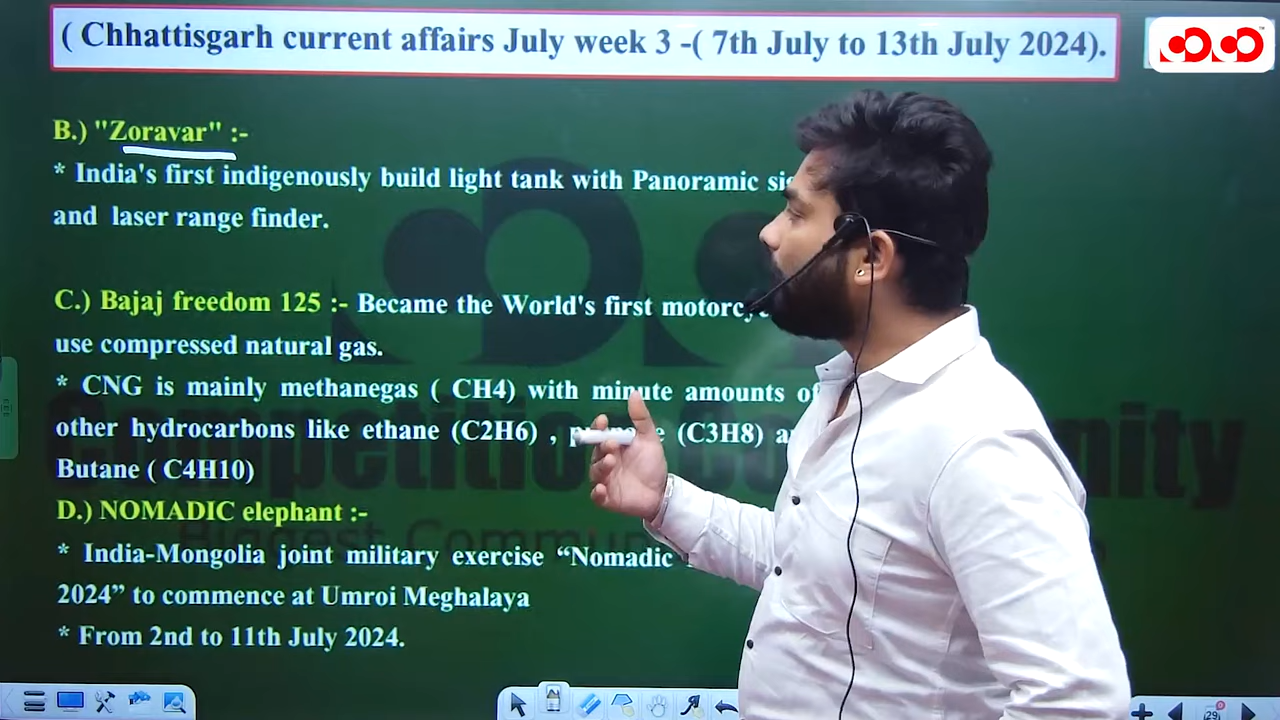 ( Chhattisgarh current affairs July week 3 -( 7th July to 13th July 2024).
B.) "Zoravar" :-
* India's first indigenously build light tank with Panoramic
and laser range finder.
C.) Bajaj freedom 125 :- Became the World's first
use compressed natural gas.
* CNG is mainly methanegas ( CH4) with minute amounts of
other hydrocarbons like ethane (C2H6) , (C3H8)
Butane ( C4H10)
D.) NOMADIC elephant :-
* India-Mongolia joint military exercise “Nomadic
2024” to commence at Umroi Meghalaya
* From 2nd to 11th July 2024.